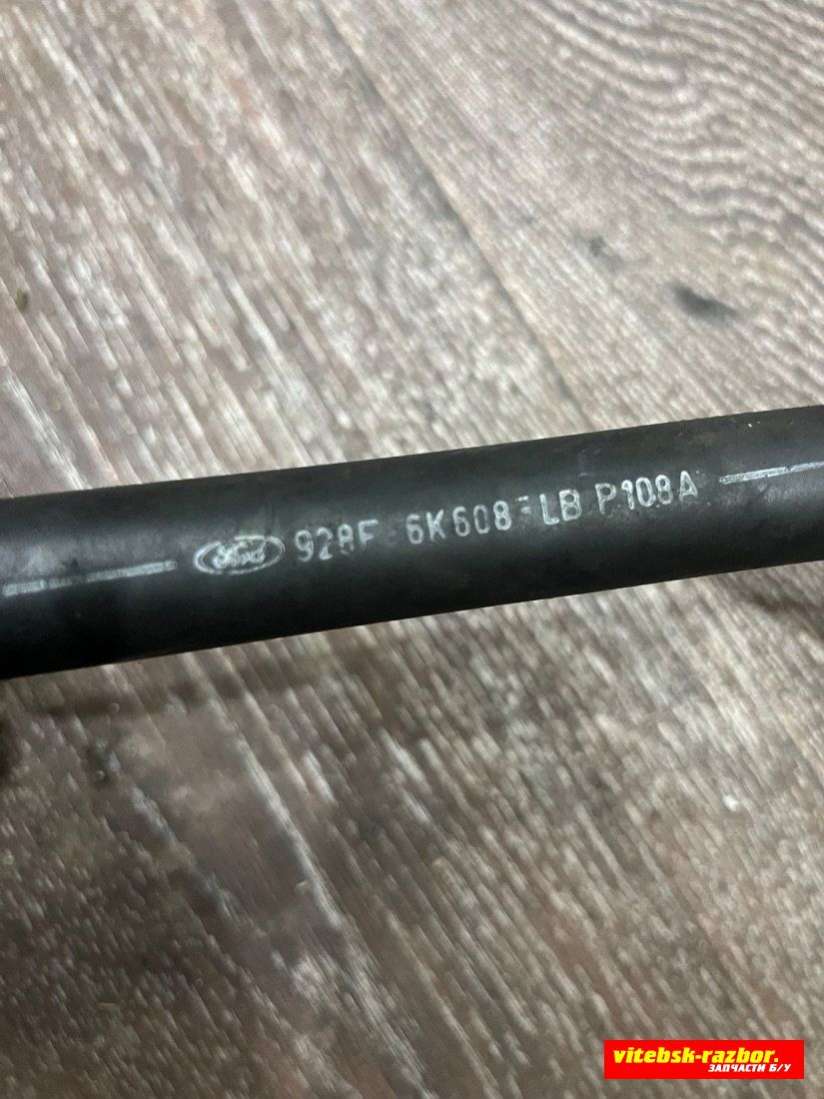 Ford 928F 6K608-LB P108A
vitebsk-razbor.
ЗАПЧАСТИ Б/У